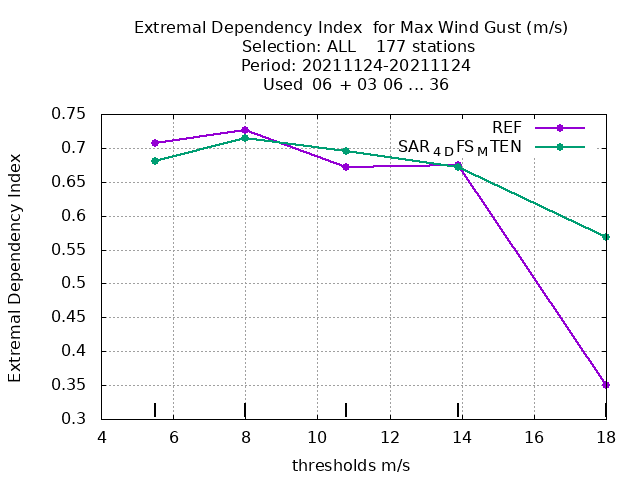 Extremal Dependency Index for Max Wind Gust (m/s)
Selection: ALL 177 stations
Period: 20211124-20211124
Used 06 + 03 06 ... 36
REF
SAR4DFSMTEN
0.75
0.7
0.65
0.6
0.55
0.5
0.45
0.4
0.35
0.3
Extremal Dependency Index
4 6 8 10 12 14 16 18
thresholds m/s